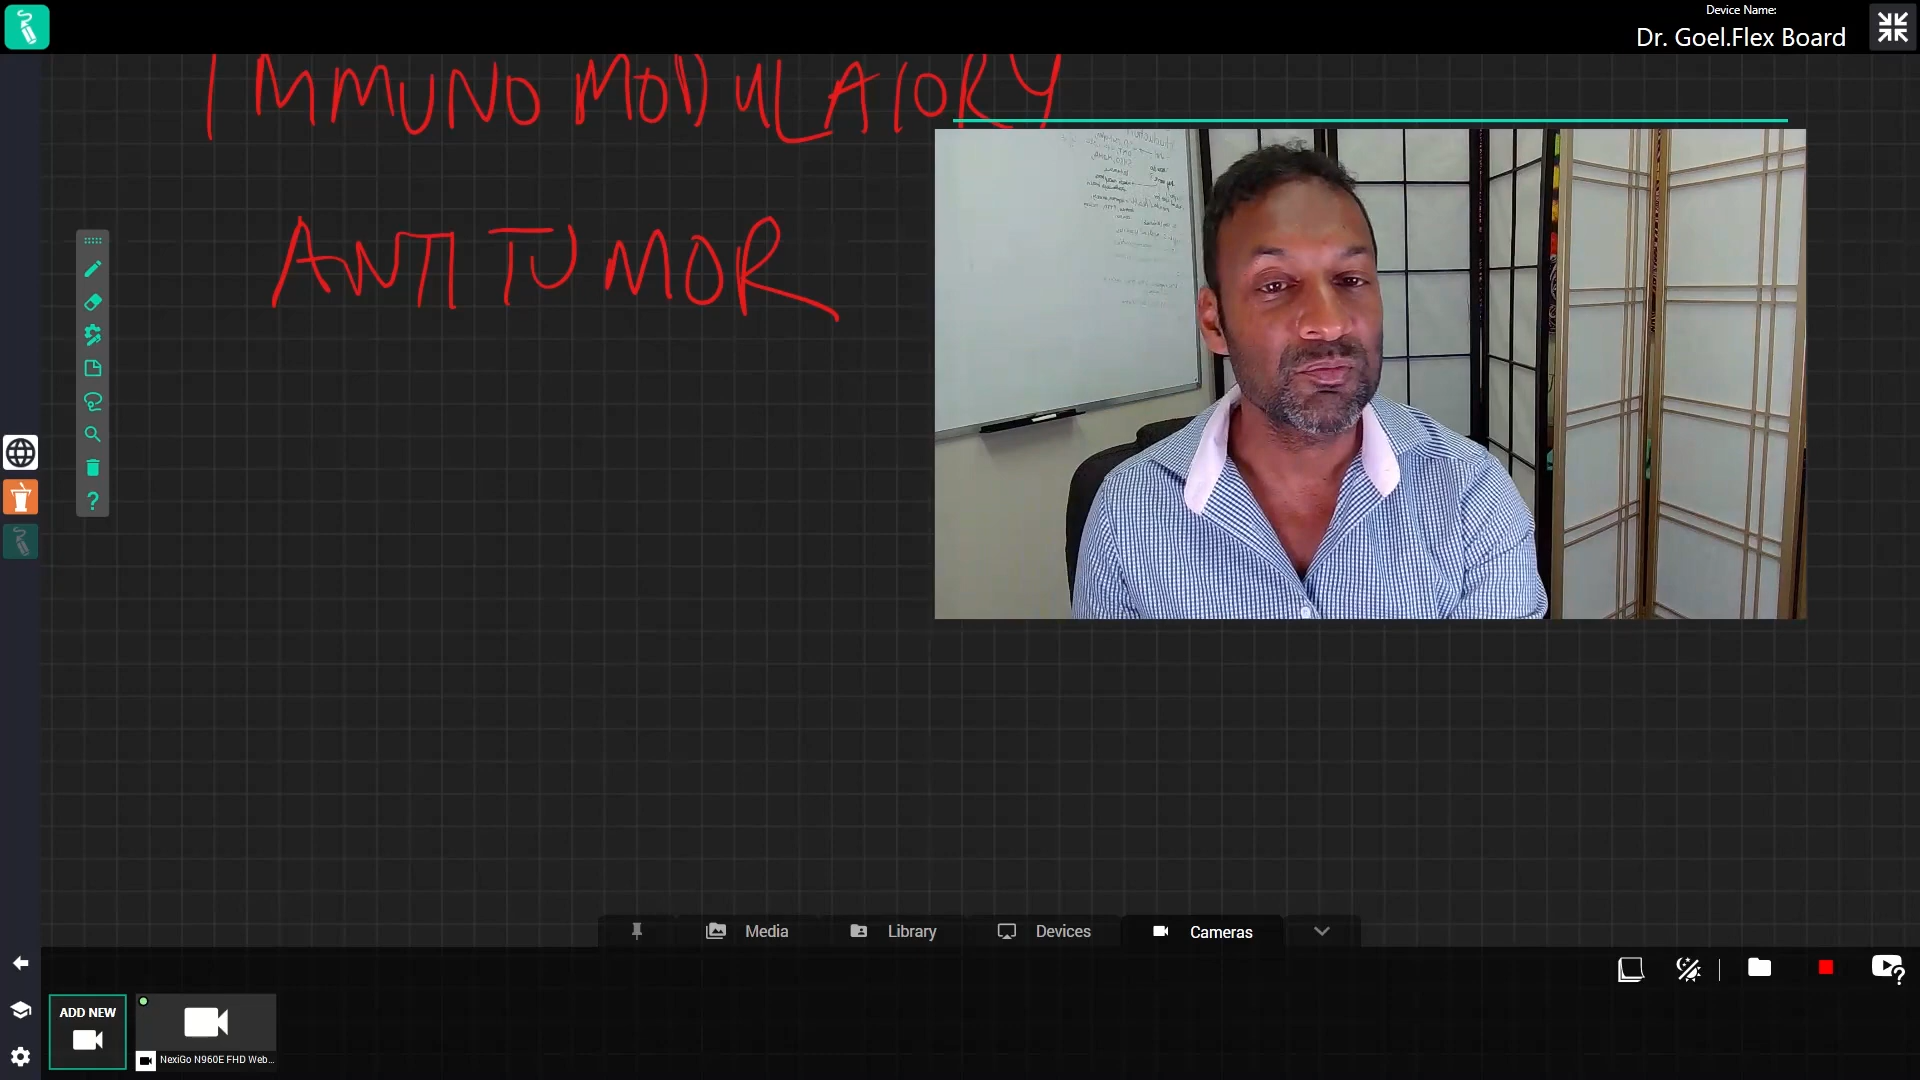 Device Name:
Dr. Goel.Flex Board
IMMUNOMODULATORY
ANTITUMOR
?
Media
Library
Devices
Cameras
ADD NEW
NexiGo N960E FHD Web...